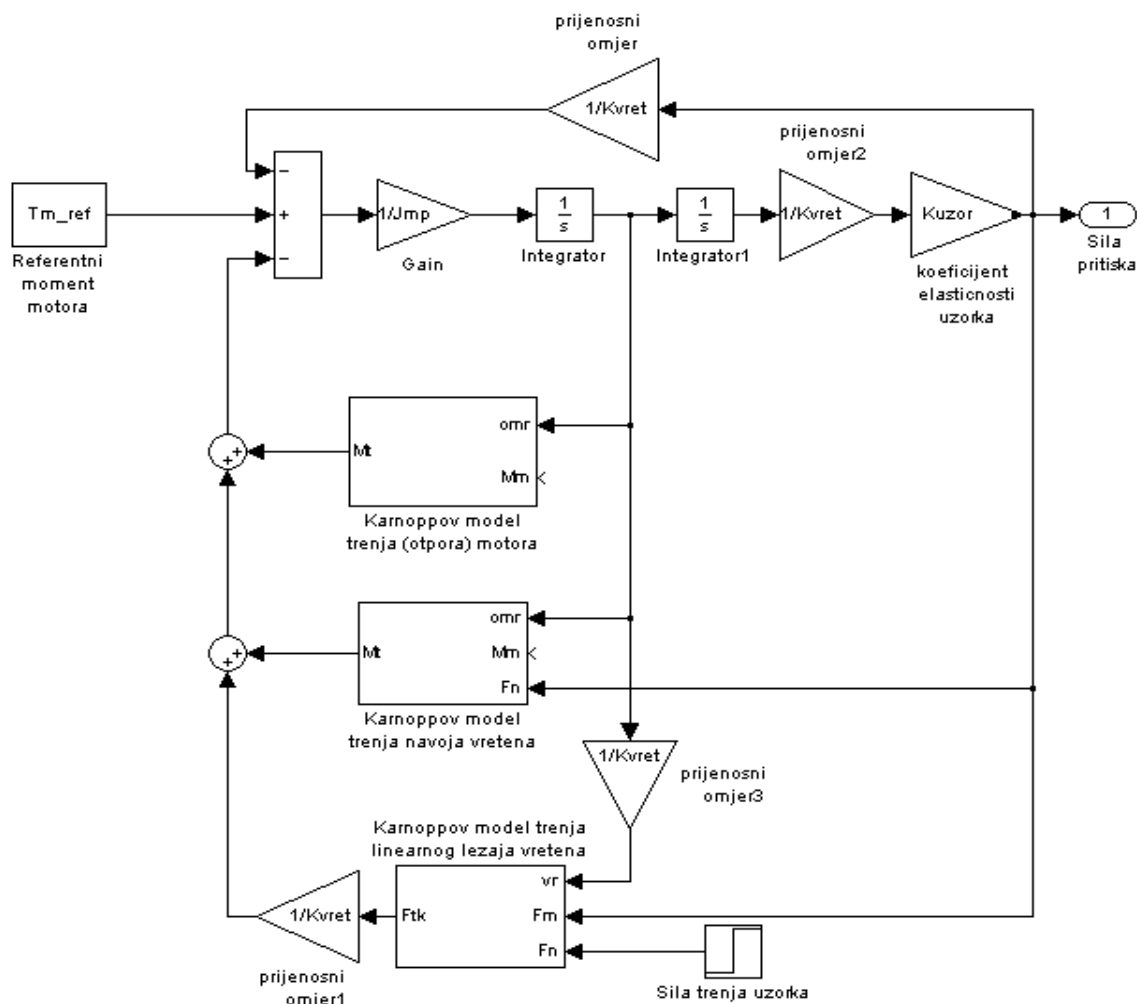 prijenosni
omjer
1/Kvret
prijenosni
omjer2
Tm_ref
−
+
−
1/Jmp
1
s
1
s
1/Kvret
Kuzor
1
Referentni
moment
motora
Gain
Integrator
Integrator1
koeficijent
elasticnosti
uzorka
Sila
pritiska
+
+
Mt
omr
Mm
Karnoppov model
trenja (otpora) motora
+
+
Mt
omr
Mm
Fn
Karnoppov model
trenja navoja vretena
1/Kvret
prijenosni
omjer3
Karnoppov model trenja
linearnog lezaja vretena
1/Kvret
Ftk
vr
Fm
Fn
prijenosni
omjer1
Sila trenja uzorka